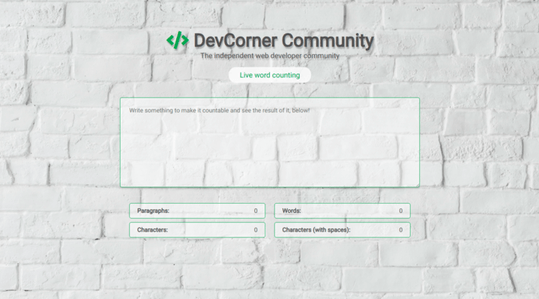 </> DevCorner Community
The independent web developer community
Live word counting
Write something to make it countable and see the result of it, below!
Paragraphs: 0 Words: 0
Characters: 0 Characters (with spaces): 0